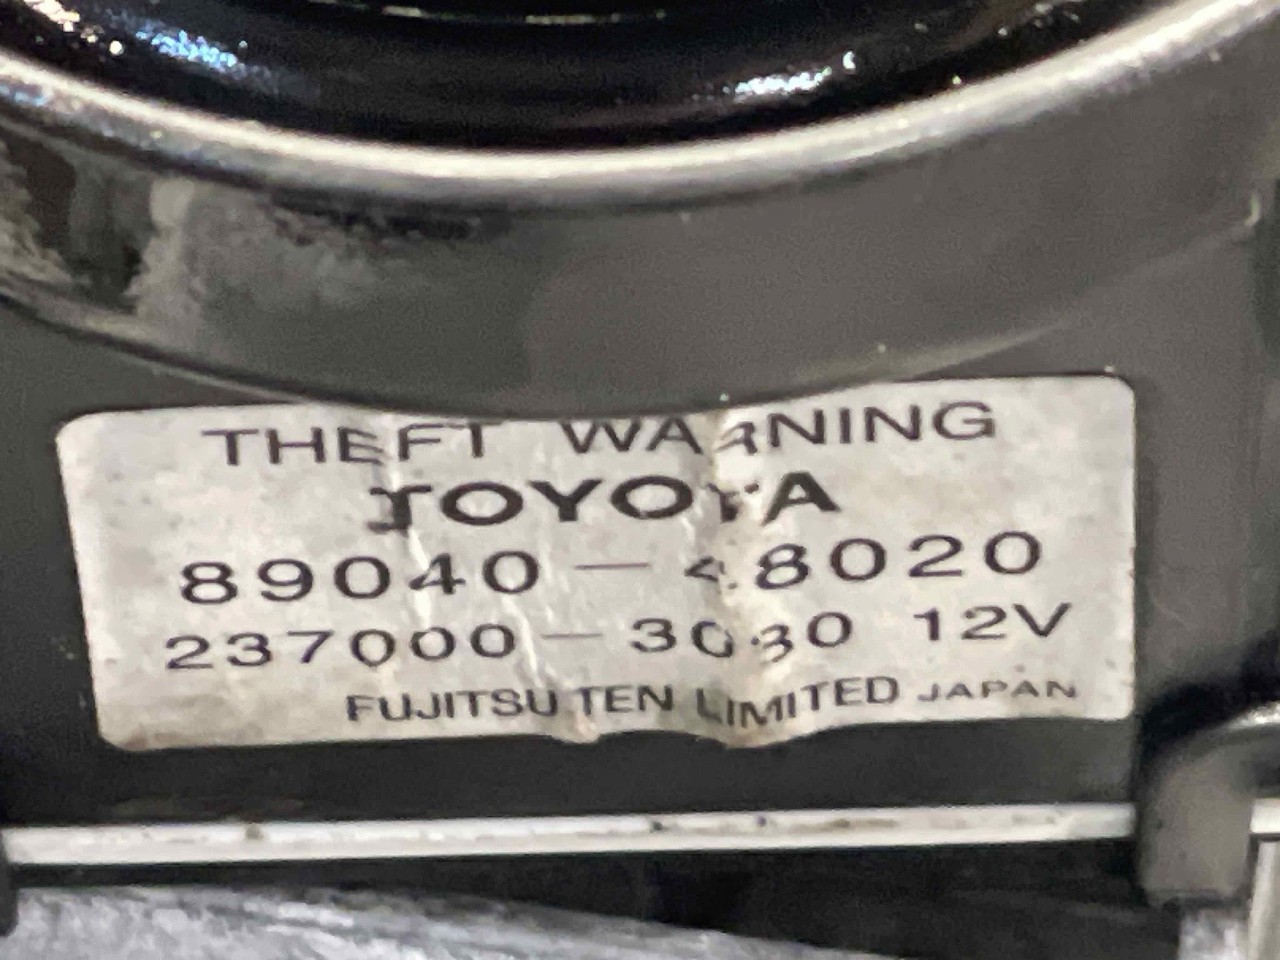 THEFT WARNING
TOYOTA
89040-48020
237000-3030 12V
FUJITSU TEN LIMITED JAPAN